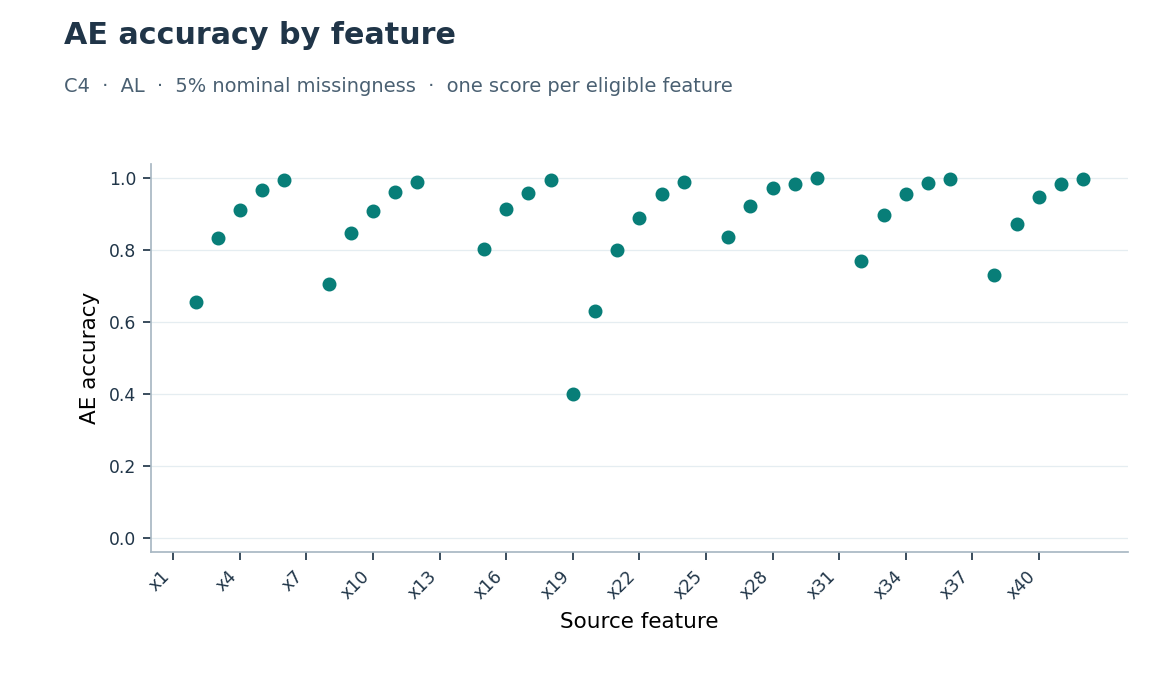 AE accuracy by feature
C4 · AL · 5% nominal missingness · one score per eligible feature
AE accuracy
1.0
0.8
0.6
0.4
0.2
0.0
x1 x4 x7 x10 x13 x16 x19 x22 x25 x28 x31 x34 x37 x40
Source feature